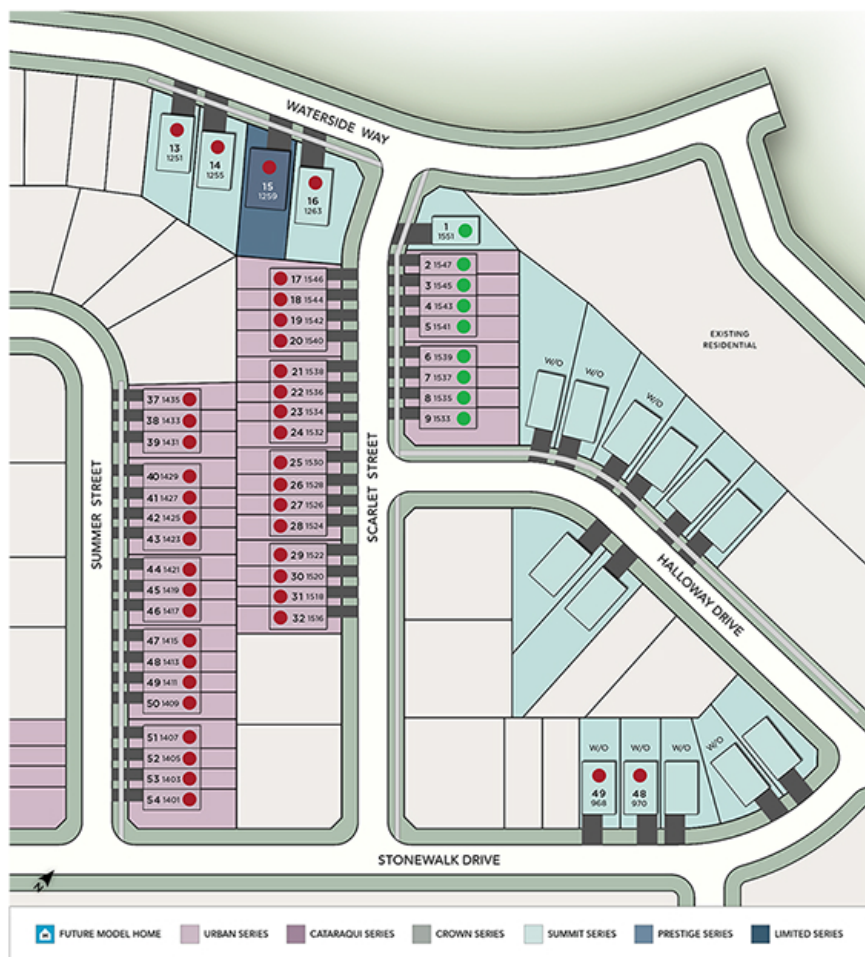 WATERSIDE WAY
13
1251
14
1255
15
1259
16
1263
1
1551
2 1547
3 1545
4 1543
5 1541
6 1539
7 1537
8 1535
9 1533
17 1546
18 1544
19 1542
20 1540
21 1538
22 1536
23 1534
24 1532
25 1530
26 1528
27 1526
28 1524
29 1522
30 1520
31 1518
32 1516
EXISTING
RESIDENTIAL
W/O
W/O
W/O
37 1435
38 1433
39 1431
40 1429
41 1427
42 1425
43 1423
44 1421
45 1419
46 1417
47 1415
48 1413
49 1411
50 1409
51 1407
52 1405
53 1403
54 1401
SUMMER STREET
SCARLET STREET
HALLOWAY DRIVE
W/O
W/O
W/O
W/O
49
968
48
970
STONEWALK DRIVE
N
FUTURE MODEL HOME
URBAN SERIES
CATARAQUI SERIES
CROWN SERIES
SUMMIT SERIES
PRESTIGE SERIES
LIMITED SERIES